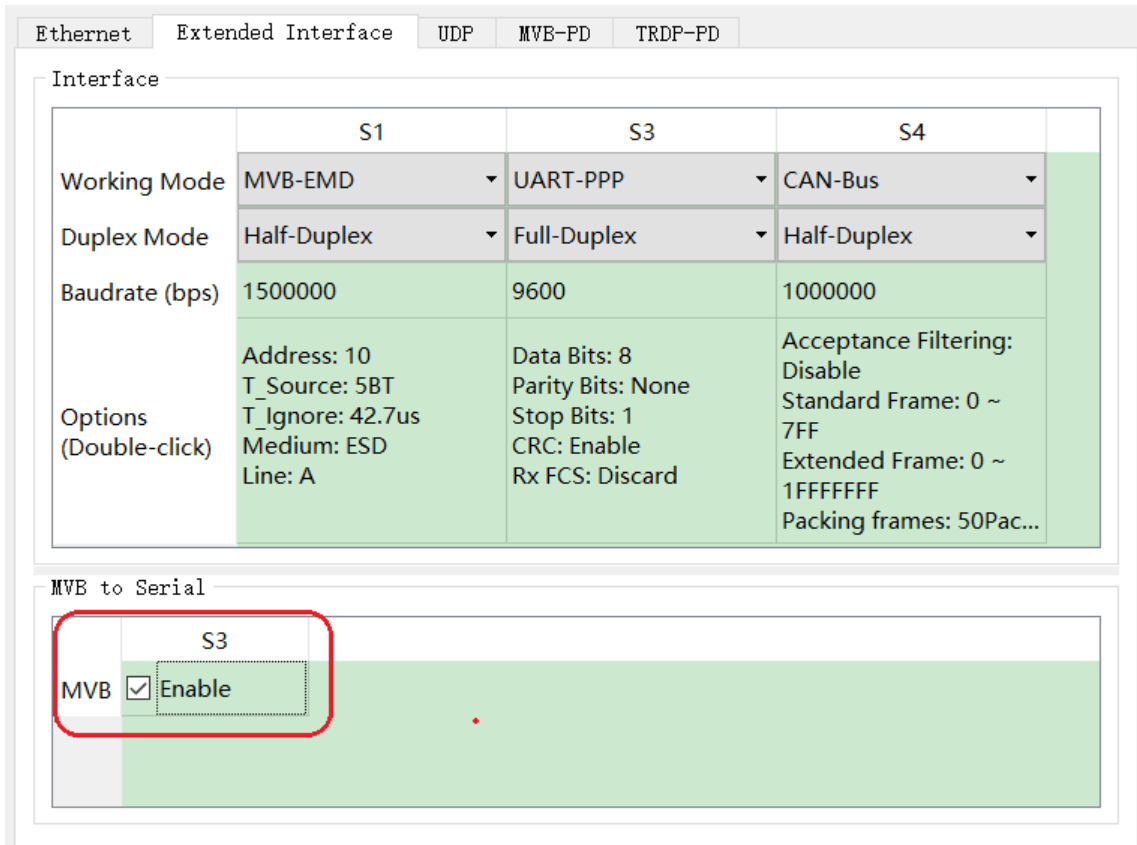 Ethernet Extended Interface UDP MVB-PD TRDP-PD
Interface
S1 S3 S4
Working Mode MVB-EMD UART-PPP CAN-Bus
Duplex Mode Half-Duplex Full-Duplex Half-Duplex
Baudrate (bps) 1500000 9600 1000000
Options
(Double-click)
Address: 10
T_Source: 5BT
T_Ignore: 42.7us
Medium: ESD
Line: A
Data Bits: 8
Parity Bits: None
Stop Bits: 1
CRC: Enable
Rx FCS: Discard
Acceptance Filtering:
Disable
Standard Frame: 0 ~
7FF
Extended Frame: 0 ~
1FFFFFFF
Packing frames: 50Pac...
MVB to Serial
S3
MVB Enable